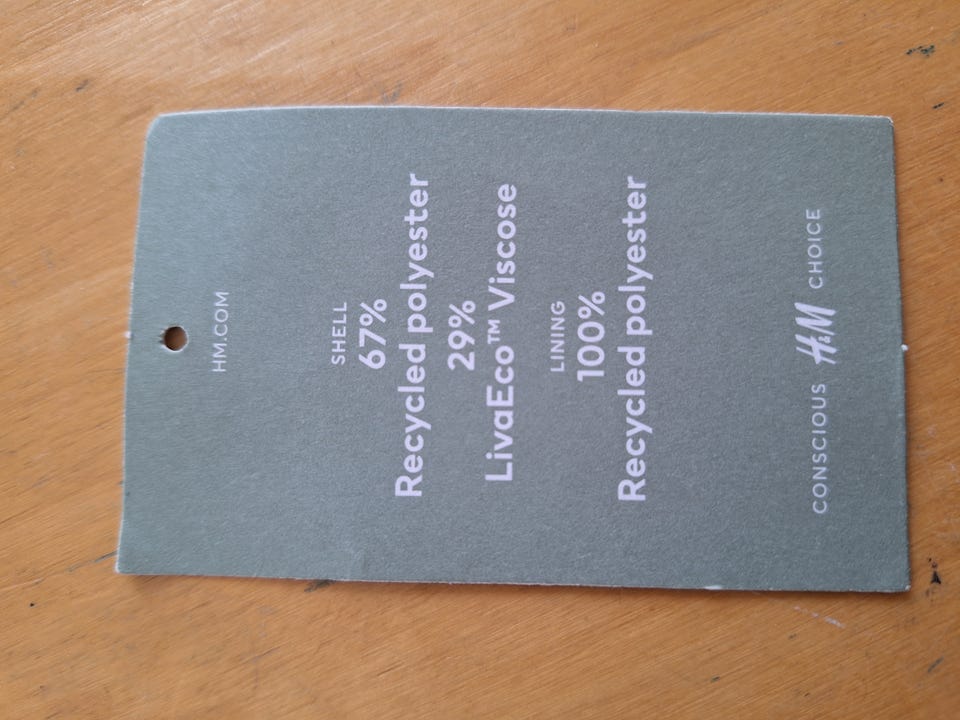 HM.COM
SHELL
67%
Recycled polyester
29%
LivaEco™ Viscose
LINING
100%
Recycled polyester
CONSCIOUS H&M CHOICE